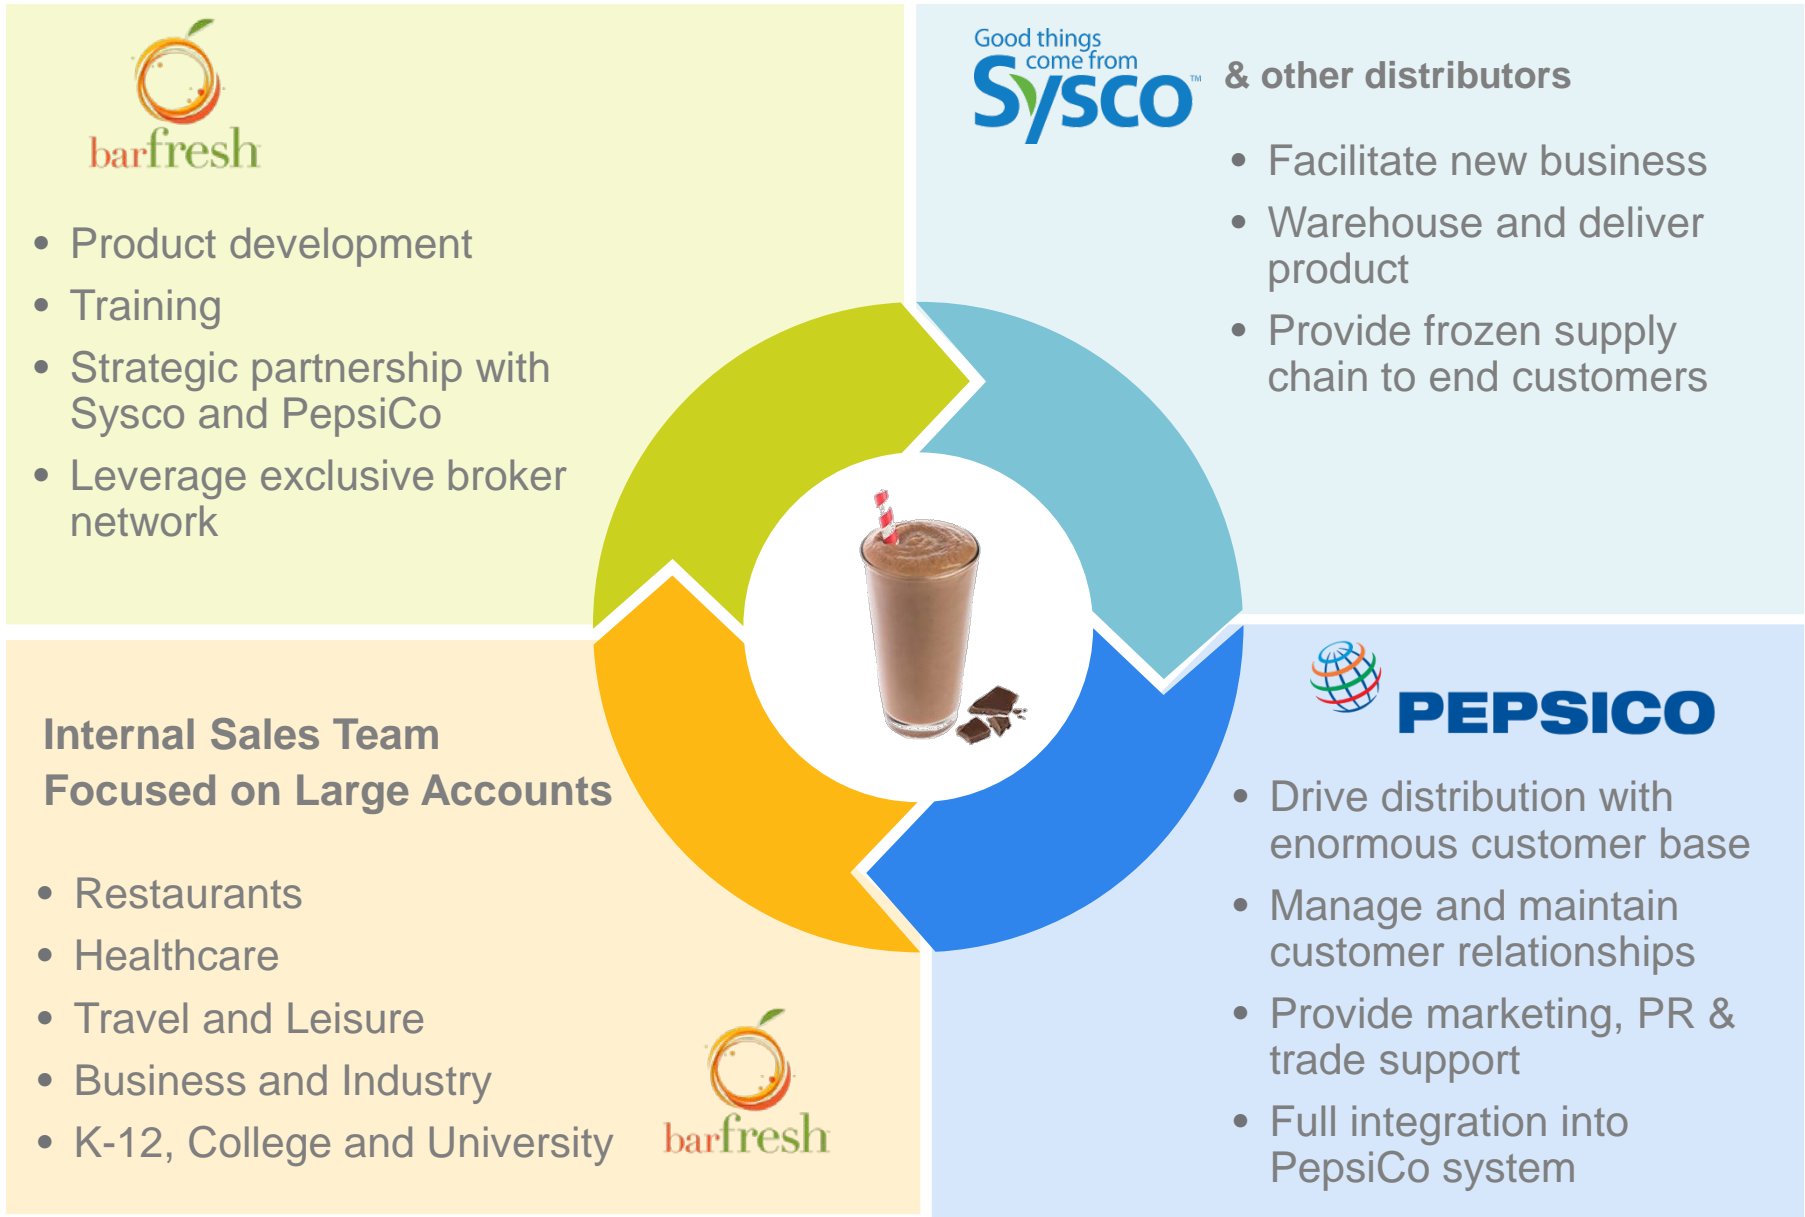 barfresh
• Product development
• Training
• Strategic partnership with
Sysco and PepsiCo
• Leverage exclusive broker
network
Good things
come from
Sysco™
& other distributors
• Facilitate new business
• Warehouse and deliver
product
• Provide frozen supply
chain to end customers
Internal Sales Team
Focused on Large Accounts
• Restaurants
• Healthcare
• Travel and Leisure
• Business and Industry
• K-12, College and University
barfresh
PEPSICO
• Drive distribution with
enormous customer base
• Manage and maintain
customer relationships
• Provide marketing, PR &
trade support
• Full integration into
PepsiCo system